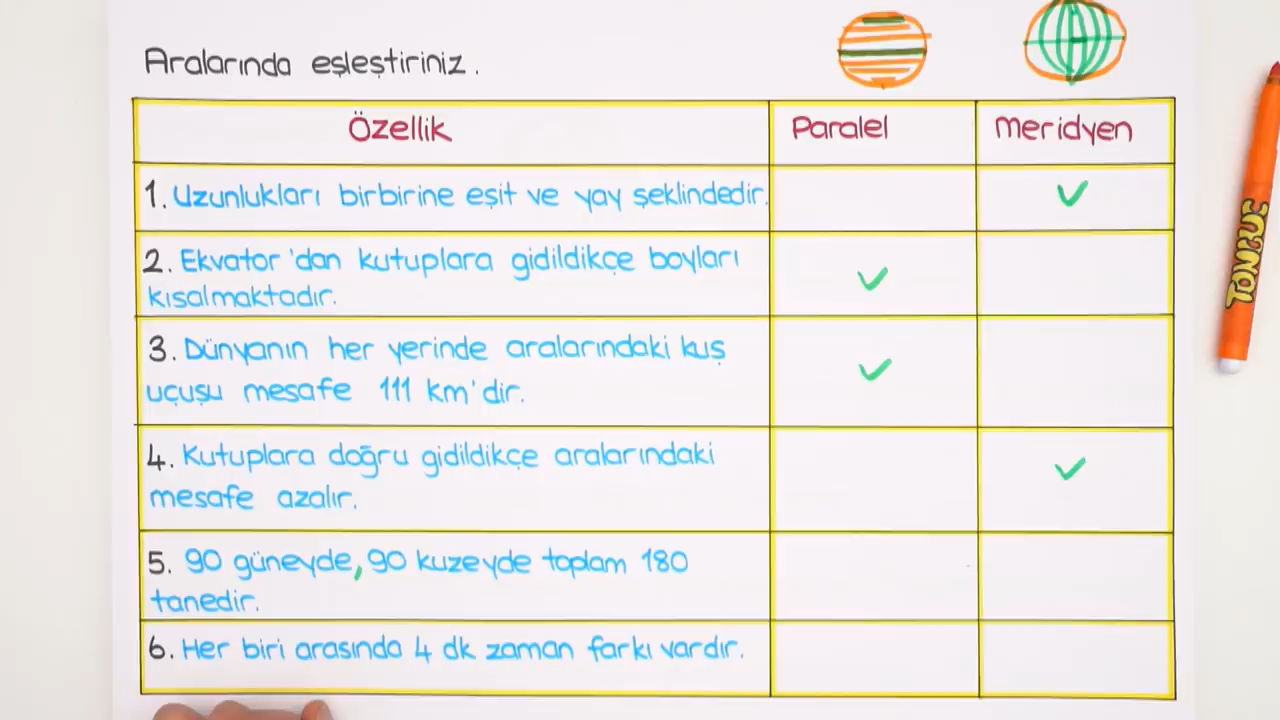 Aralarında eşleştiriniz.
Özellik Paralel Meridyen
1. Uzunlukları birbirine eşit ve yay şeklindedir.
2. Ekvator'dan kutuplara gidildikçe boyları
kısalmaktadır.
3. Dünyanın her yerinde aralarındaki kuş
uçuşu mesafe 111 km'dir.
4. Kutuplara doğru gidildikçe aralarındaki
mesafe azalır.
5. 90 güneyde, 90 kuzeyde toplam 180
tanedir.
6. Her biri arasında 4 dk zaman farkı vardır.
TONGUÇ